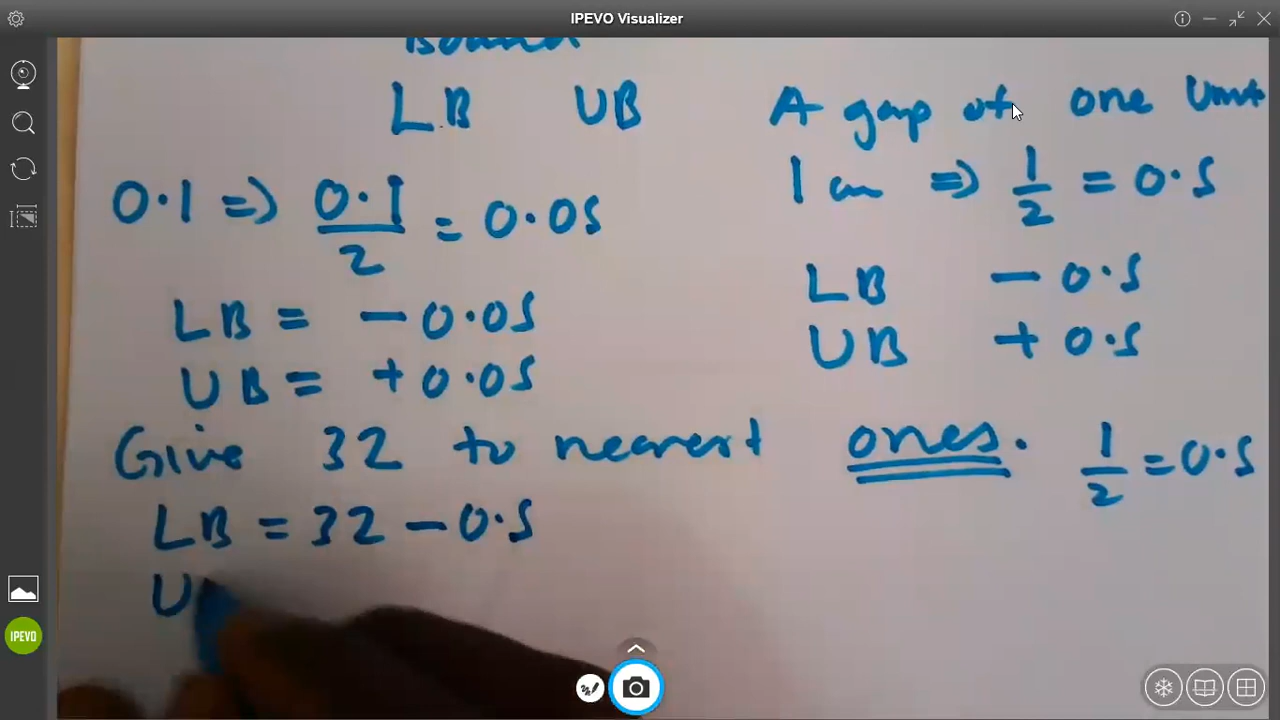 IPEVO Visualizer
Bound
LB UB
0.1 => 0.1/2 = 0.05
LB = - 0.05
UB = + 0.05
A gap of one Unit
1 cm => 1/2 = 0.5
LB - 0.5
UB + 0.5
Give 32 to nearest ones. 1/2 = 0.5
LB = 32 - 0.5
U
IPEVO